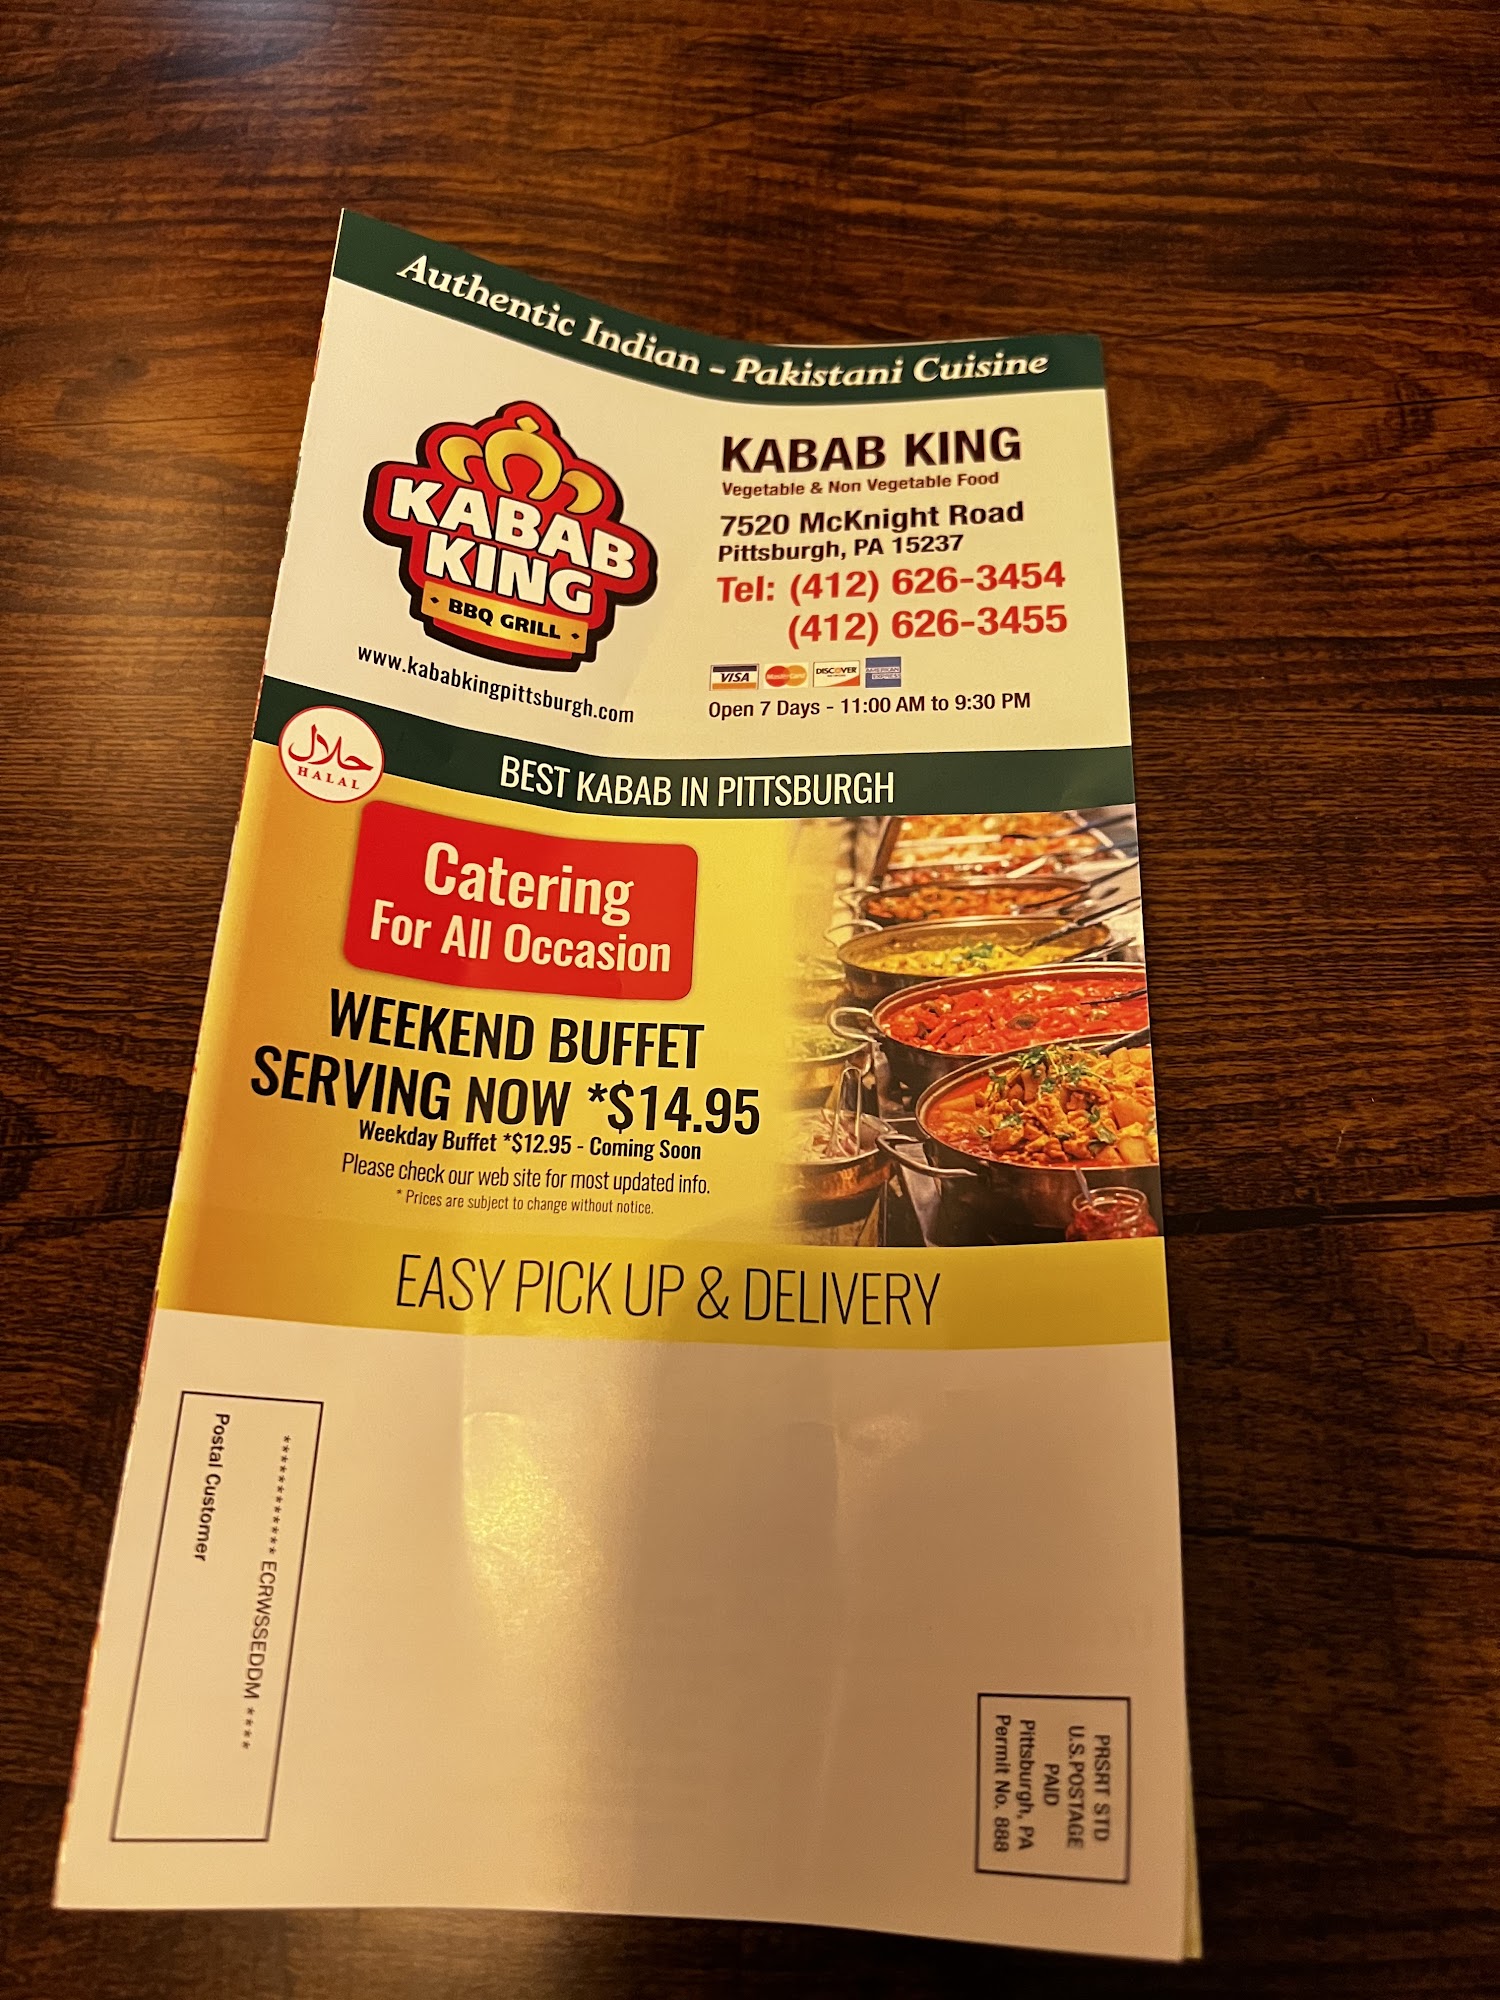 Authentic Indian - Pakistani Cuisine
KABAB
KING
BBQ GRILL
www.kababkingpittsburgh.com
KABAB KING
Vegetable & Non Vegetable Food
7520 McKnight Road
Pittsburgh, PA 15237
Tel: (412) 626-3454
(412) 626-3455
VISA
MasterCard
DISCOVER
AMERICAN
EXPRESS
Open 7 Days - 11:00 AM to 9:30 PM
حلال
HALAL
BEST KABAB IN PITTSBURGH
Catering
For All Occasion
WEEKEND BUFFET
SERVING NOW *$14.95
Weekday Buffet *$12.95 - Coming Soon
Please check our web site for most updated info.
* Prices are subject to change without notice.
EASY PICK UP & DELIVERY
*********** ECRWSSEDDM ****
Postal Customer
PRSRT STD
U.S.POSTAGE
PAID
Pittsburgh, PA
Permit No. 888